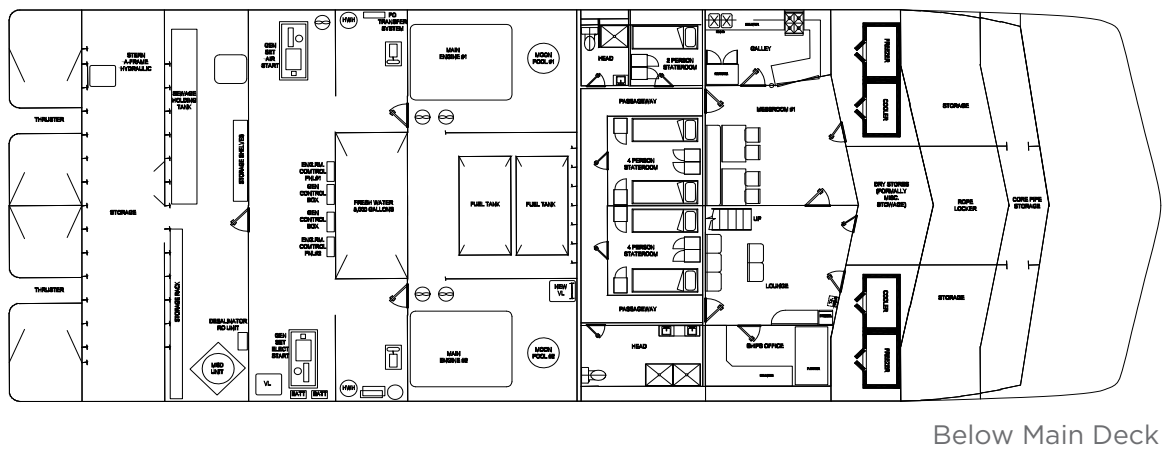 STERN
A-FRAME
HYDRAULIC
THRUSTER
SEWAGE
HOLDING
TANK
STORAGE SHELVES
STORAGE
THRUSTER
STORAGE RACK
DESALINATOR
RO UNIT
MSD
UNIT
GEN
SET
AIR
START
HWH
FO
TRANSFER
SYSTEM
ENG.RM.
CONTROL
PNL#1
GEN
CONTROL
BOX
GEN
CONTROL
BOX
ENG.RM.
CONTROL
PNL#2
GEN
SET
ELECT
START
VL
BATT
BATT
HWH
FRESH WATER
MAIN
ENGINE #1
MOON
POOL #1
FUEL TANK
FUEL TANK
NEW
VL
MAIN
ENGINE #2
MOON
POOL #2
HEAD
2 PERSON
STATEROOM
PASSAGEWAY
4 PERSON
STATEROOM
4 PERSON
STATEROOM
PASSAGEWAY
HEAD
GALLEY
MESSROOM #1
UP
LOUNGE
SHIPS OFFICE
FREEZER
COOLER
STORAGE
DRY STORES
(FORMALLY
MISC.
STOWAGE)
ROPE
LOCKER
CORE PIPE
STORAGE
STORAGE
COOLER
FREEZER
Below Main Deck